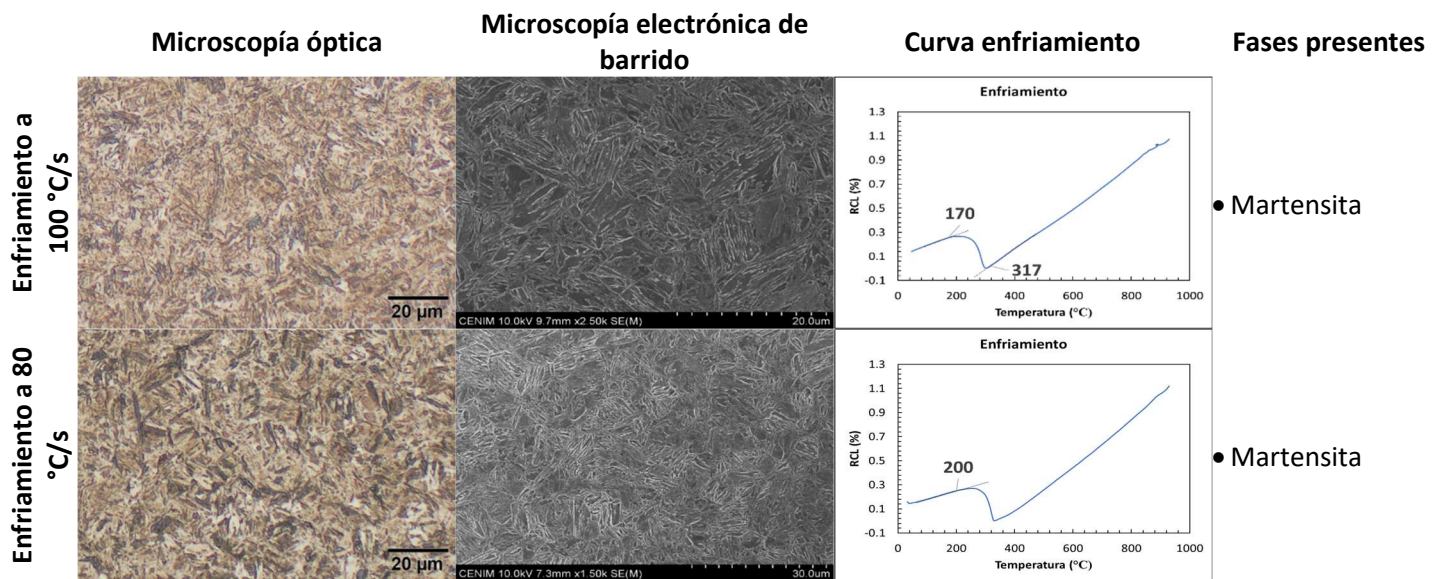 Microscopía óptica
Microscopía electrónica de
barrido
Curva enfriamiento
Fases presentes
Enfriamiento a
100 °C/s
20 µm
CENIM 10.0kV 9.7mm x2.50k SE(M)
20.0um
Enfriamiento
RCL (%)
1.3
1.1
0.9
0.7
0.5
0.3
0.1
-0.1
170
317
0
200
400
600
800
1000
Temperatura (°C)
• Martensita
Enfriamiento a 80
°C/s
20 µm
CENIM 10.0kV 7.3mm x1.50k SE(M)
30.0um
Enfriamiento
RCL (%)
1.3
1.1
0.9
0.7
0.5
0.3
0.1
-0.1
200
0
200
400
600
800
1000
Temperatura (°C)
• Martensita